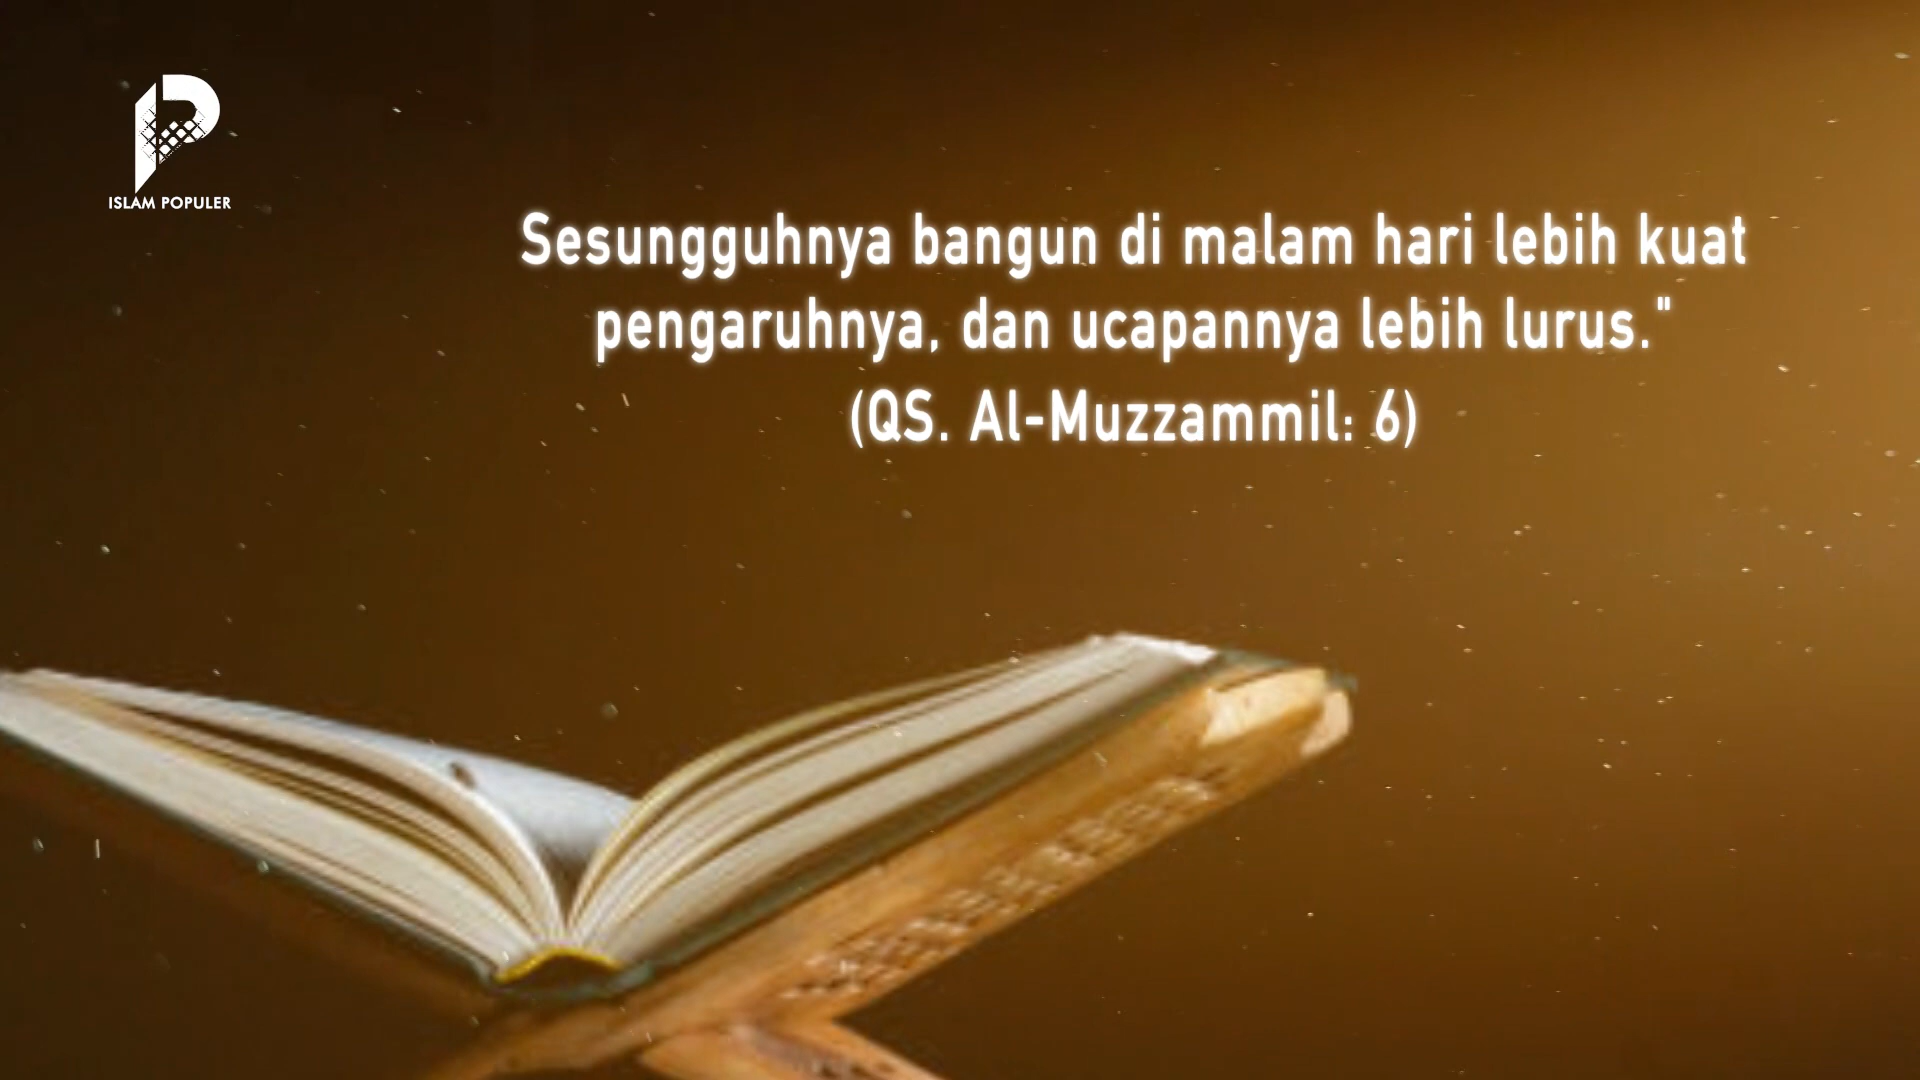 ISLAM POPULER
Sesungguhnya bangun di malam hari lebih kuat
pengaruhnya, dan ucapannya lebih lurus."
(QS. Al-Muzzammil: 6)